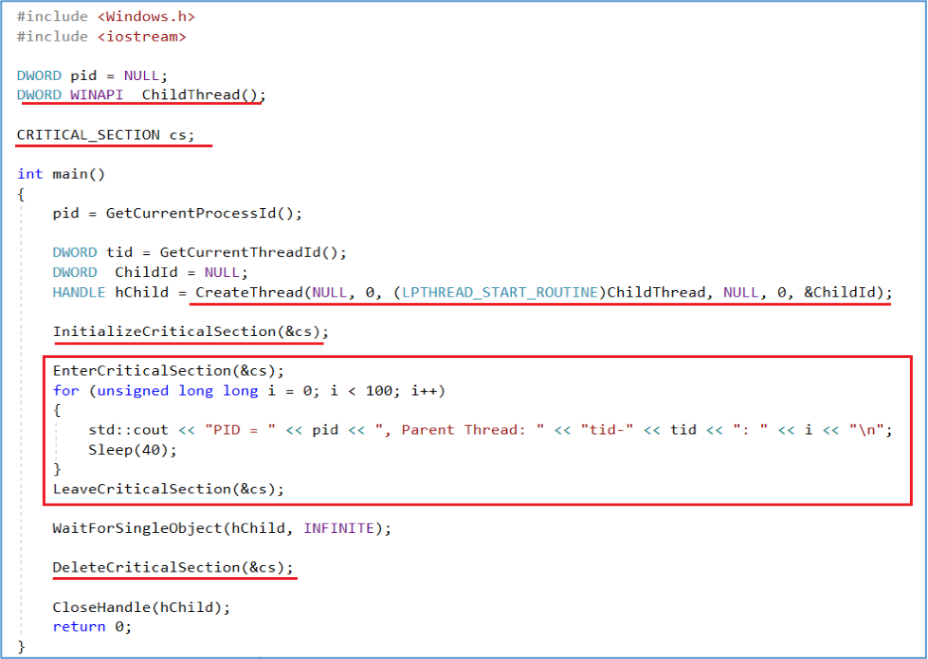 #include <Windows.h>
#include <iostream>
DWORD pid = NULL;
DWORD WINAPI  ChildThread();
CRITICAL_SECTION cs;
int main()
{
    pid = GetCurrentProcessId();
    DWORD tid = GetCurrentThreadId();
    DWORD  ChildId = NULL;
    HANDLE hChild = CreateThread(NULL, 0, (LPTHREAD_START_ROUTINE)ChildThread, NULL, 0, &ChildId);
    InitializeCriticalSection(&cs);
    EnterCriticalSection(&cs);
    for (unsigned long long i = 0; i < 100; i++)
    {
        std::cout << "PID = " << pid << ", Parent Thread: " << "tid-" << tid << ": " << i << "\n";
        Sleep(40);
    }
    LeaveCriticalSection(&cs);
    WaitForSingleObject(hChild, INFINITE);
    DeleteCriticalSection(&cs);
    CloseHandle(hChild);
    return 0;
}